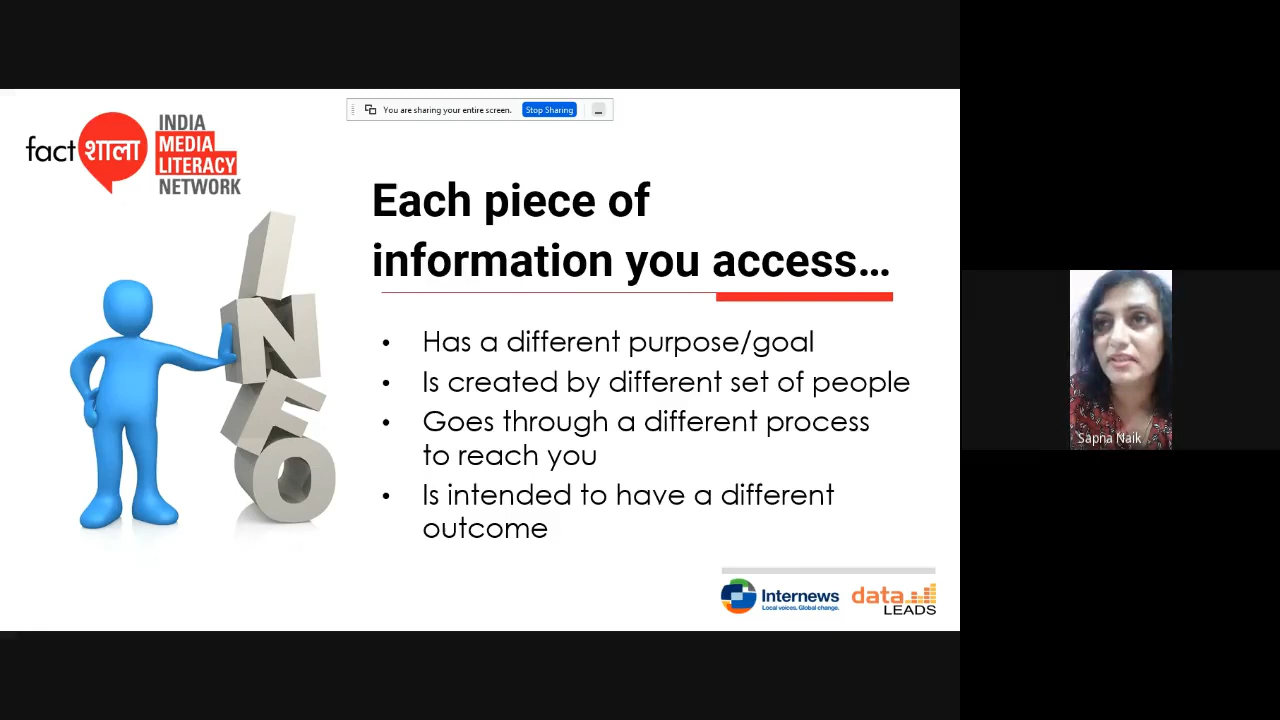 You are sharing your entire screen.
Stop Sharing
fact शाला
INDIA
MEDIA
LITERACY
NETWORK
Each piece of
information you access...
INFO
• Has a different purpose/goal
• Is created by different set of people
• Goes through a different process
to reach you
• Is intended to have a different
outcome
Internews
Local voices. Global change.
data
LEADS
Sapna Naik